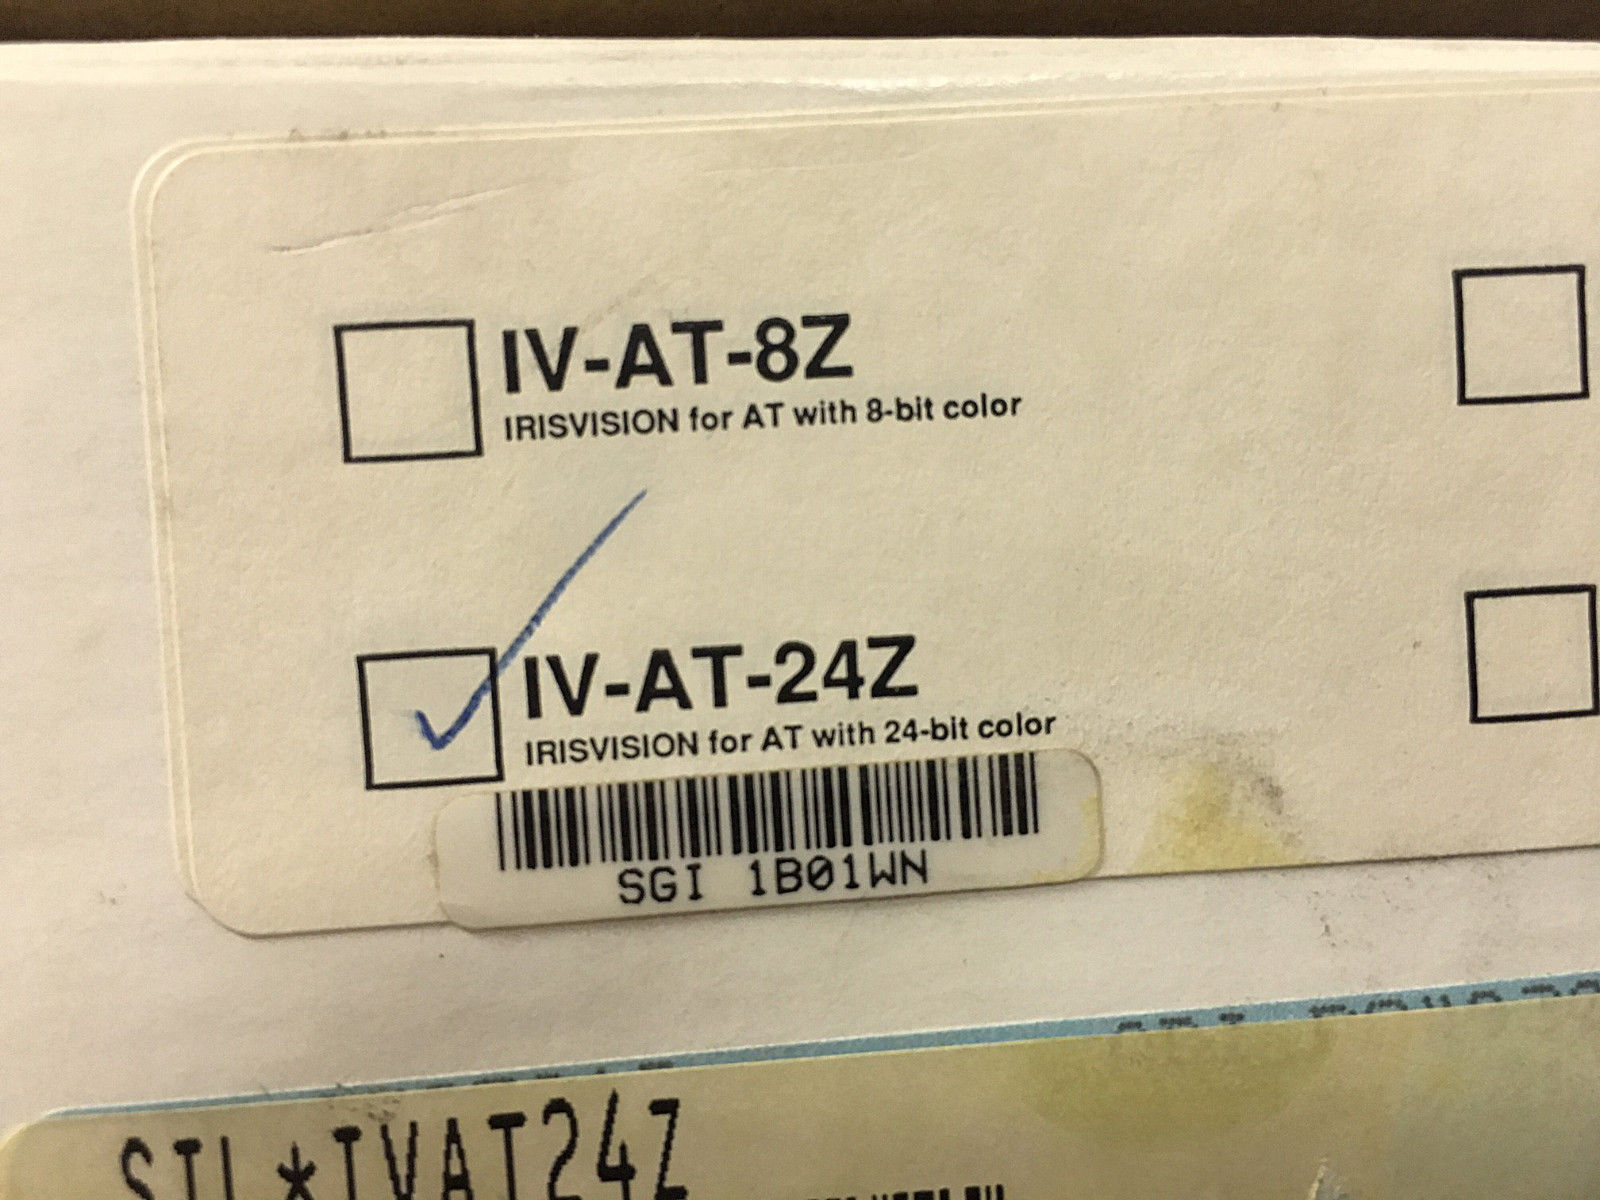 IV-AT-8Z
IRISVISION for AT with 8-bit color
IV-AT-24Z
IRISVISION for AT with 24-bit color
SGI 1B01WN
SIL*IVAT24Z